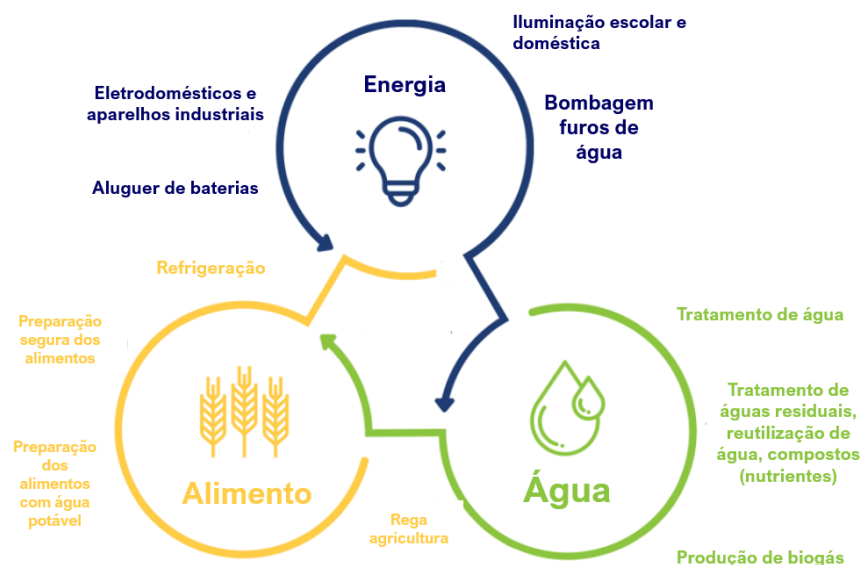 Iluminação escolar e
doméstica
Energia
Eletrodomésticos e
aparelhos industriais
Bombagem
furos de
água
Aluguer de baterias
Refrigeração
Preparação
segura dos
alimentos
Tratamento de água
Tratamento de
águas residuais,
reutilização de
água, compostos
(nutrientes)
Preparação
dos
alimentos
com água
potável
Alimento
Água
Rega
agricultura
Produção de biogás